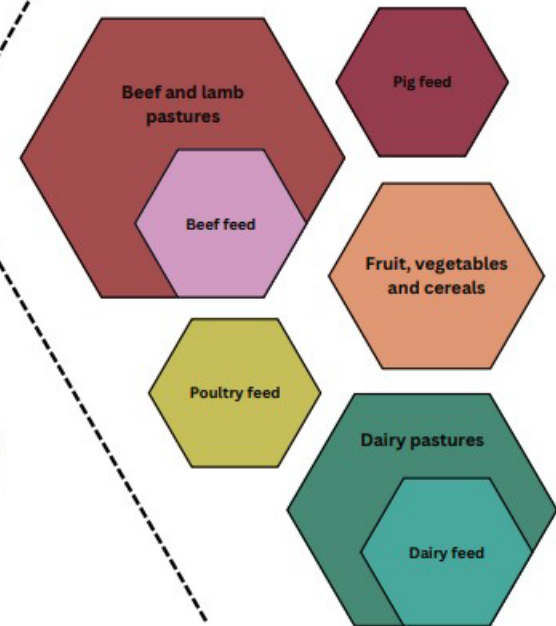 Beef and lamb
pastures
Pig feed
Beef feed
Fruit, vegetables
and cereals
Poultry feed
Dairy pastures
Dairy feed